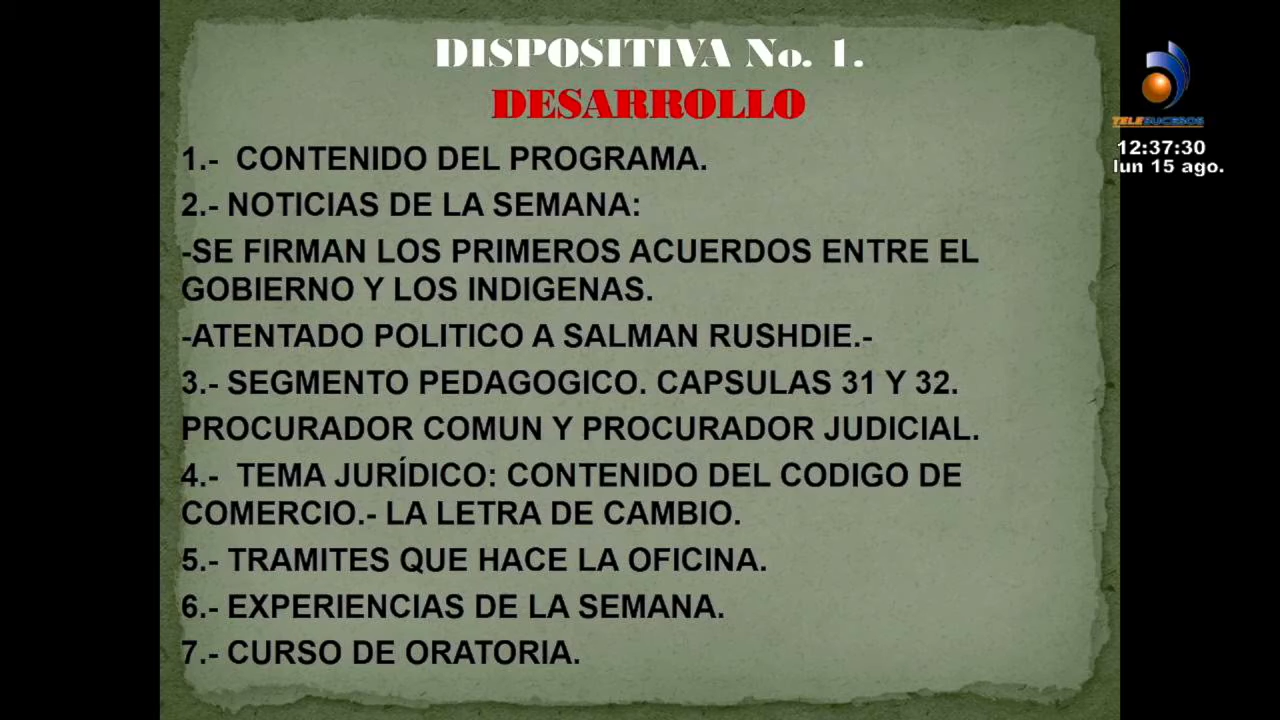 DISPOSITIVA No. 1.
DESARROLLO
1.- CONTENIDO DEL PROGRAMA.
2.- NOTICIAS DE LA SEMANA:
-SE FIRMAN LOS PRIMEROS ACUERDOS ENTRE EL
GOBIERNO Y LOS INDIGENAS.
-ATENTADO POLITICO A SALMAN RUSHDIE.-
3.- SEGMENTO PEDAGOGICO. CAPSULAS 31 Y 32.
PROCURADOR COMUN Y PROCURADOR JUDICIAL.
4.- TEMA JURÍDICO: CONTENIDO DEL CODIGO DE
COMERCIO.- LA LETRA DE CAMBIO.
5.- TRAMITES QUE HACE LA OFICINA.
6.- EXPERIENCIAS DE LA SEMANA.
7.- CURSO DE ORATORIA.
TELESUCESOS
12:37:30
lun 15 ago.